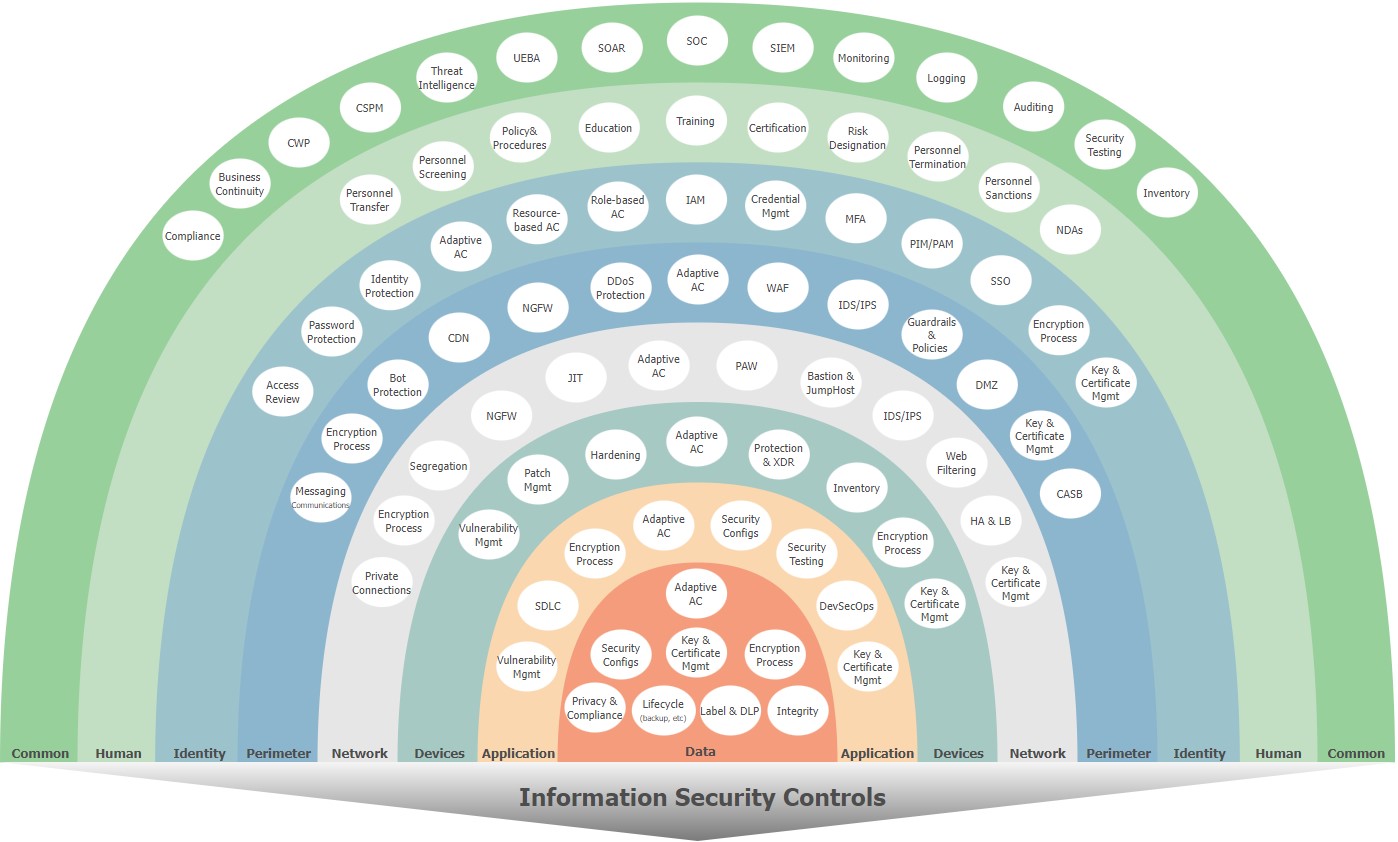 SOC
SOAR
SIEM
UEBA
Monitoring
Threat
Intelligence
Logging
CSPM
Auditing
CWP
Security
Testing
Business
Continuity
Inventory
Compliance
Training
Education
Certification
Policy&
Procedures
Risk
Designation
Personnel
Screening
Personnel
Termination
Personnel
Transfer
Personnel
Sanctions
NDAs
IAM
Role-based
AC
Credential
Mgmt
Resource-
based AC
MFA
Adaptive
AC
PIM/PAM
Identity
Protection
SSO
Password
Protection
Encryption
Process
Access
Review
Key &
Certificate
Mgmt
Adaptive
AC
DDoS
Protection
WAF
NGFW
IDS/IPS
CDN
Guardrails
&
Policies
Bot
Protection
DMZ
Encryption
Process
Key &
Certificate
Mgmt
Messaging
Communications
CASB
Adaptive
AC
PAW
JIT
Bastion &
JumpHost
NGFW
IDS/IPS
Segregation
Web
Filtering
Encryption
Process
HA & LB
Private
Connections
Key &
Certificate
Mgmt
Adaptive
AC
Hardening
Protection
& XDR
Patch
Mgmt
Inventory
Vulnerability
Mgmt
Encryption
Process
Key &
Certificate
Mgmt
Adaptive
AC
Security
Configs
Encryption
Process
Security
Testing
SDLC
DevSecOps
Vulnerability
Mgmt
Key &
Certificate
Mgmt
Adaptive
AC
Security
Configs
Key &
Certificate
Mgmt
Encryption
Process
Privacy &
Compliance
Lifecycle
(backup, etc)
Label & DLP
Integrity
Common
Human
Identity
Perimeter
Network
Devices
Application
Data
Application
Devices
Network
Perimeter
Identity
Human
Common
Information Security Controls